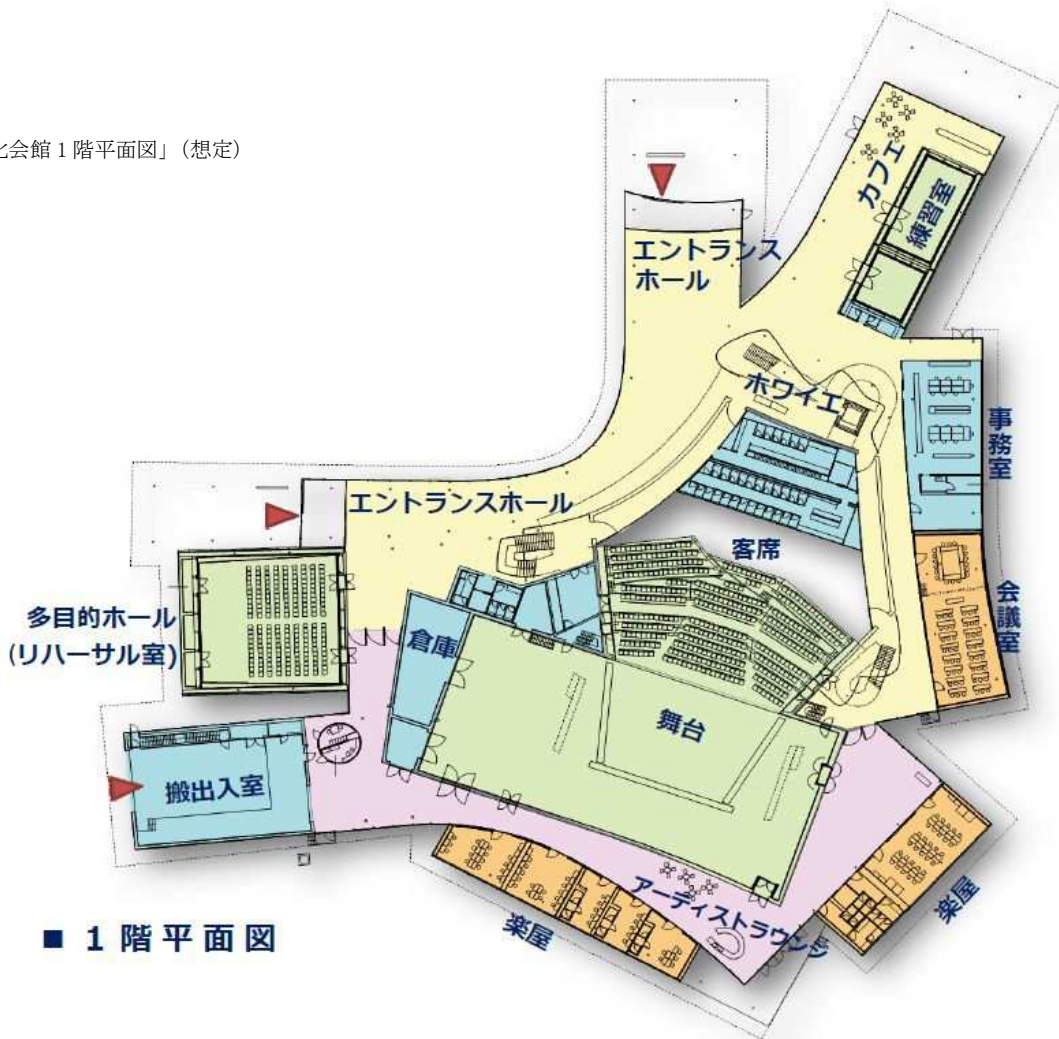 化会館1階平面図」(想定)
カフェ
練習室
エントランス
ホール
ホワイエ
事務室
エントランスホール
客席
会議室
多目的ホール
(リハーサル室)
倉庫
舞台
搬出入室
アーティストラウンジ
楽屋
楽屋
■ 1階平面図